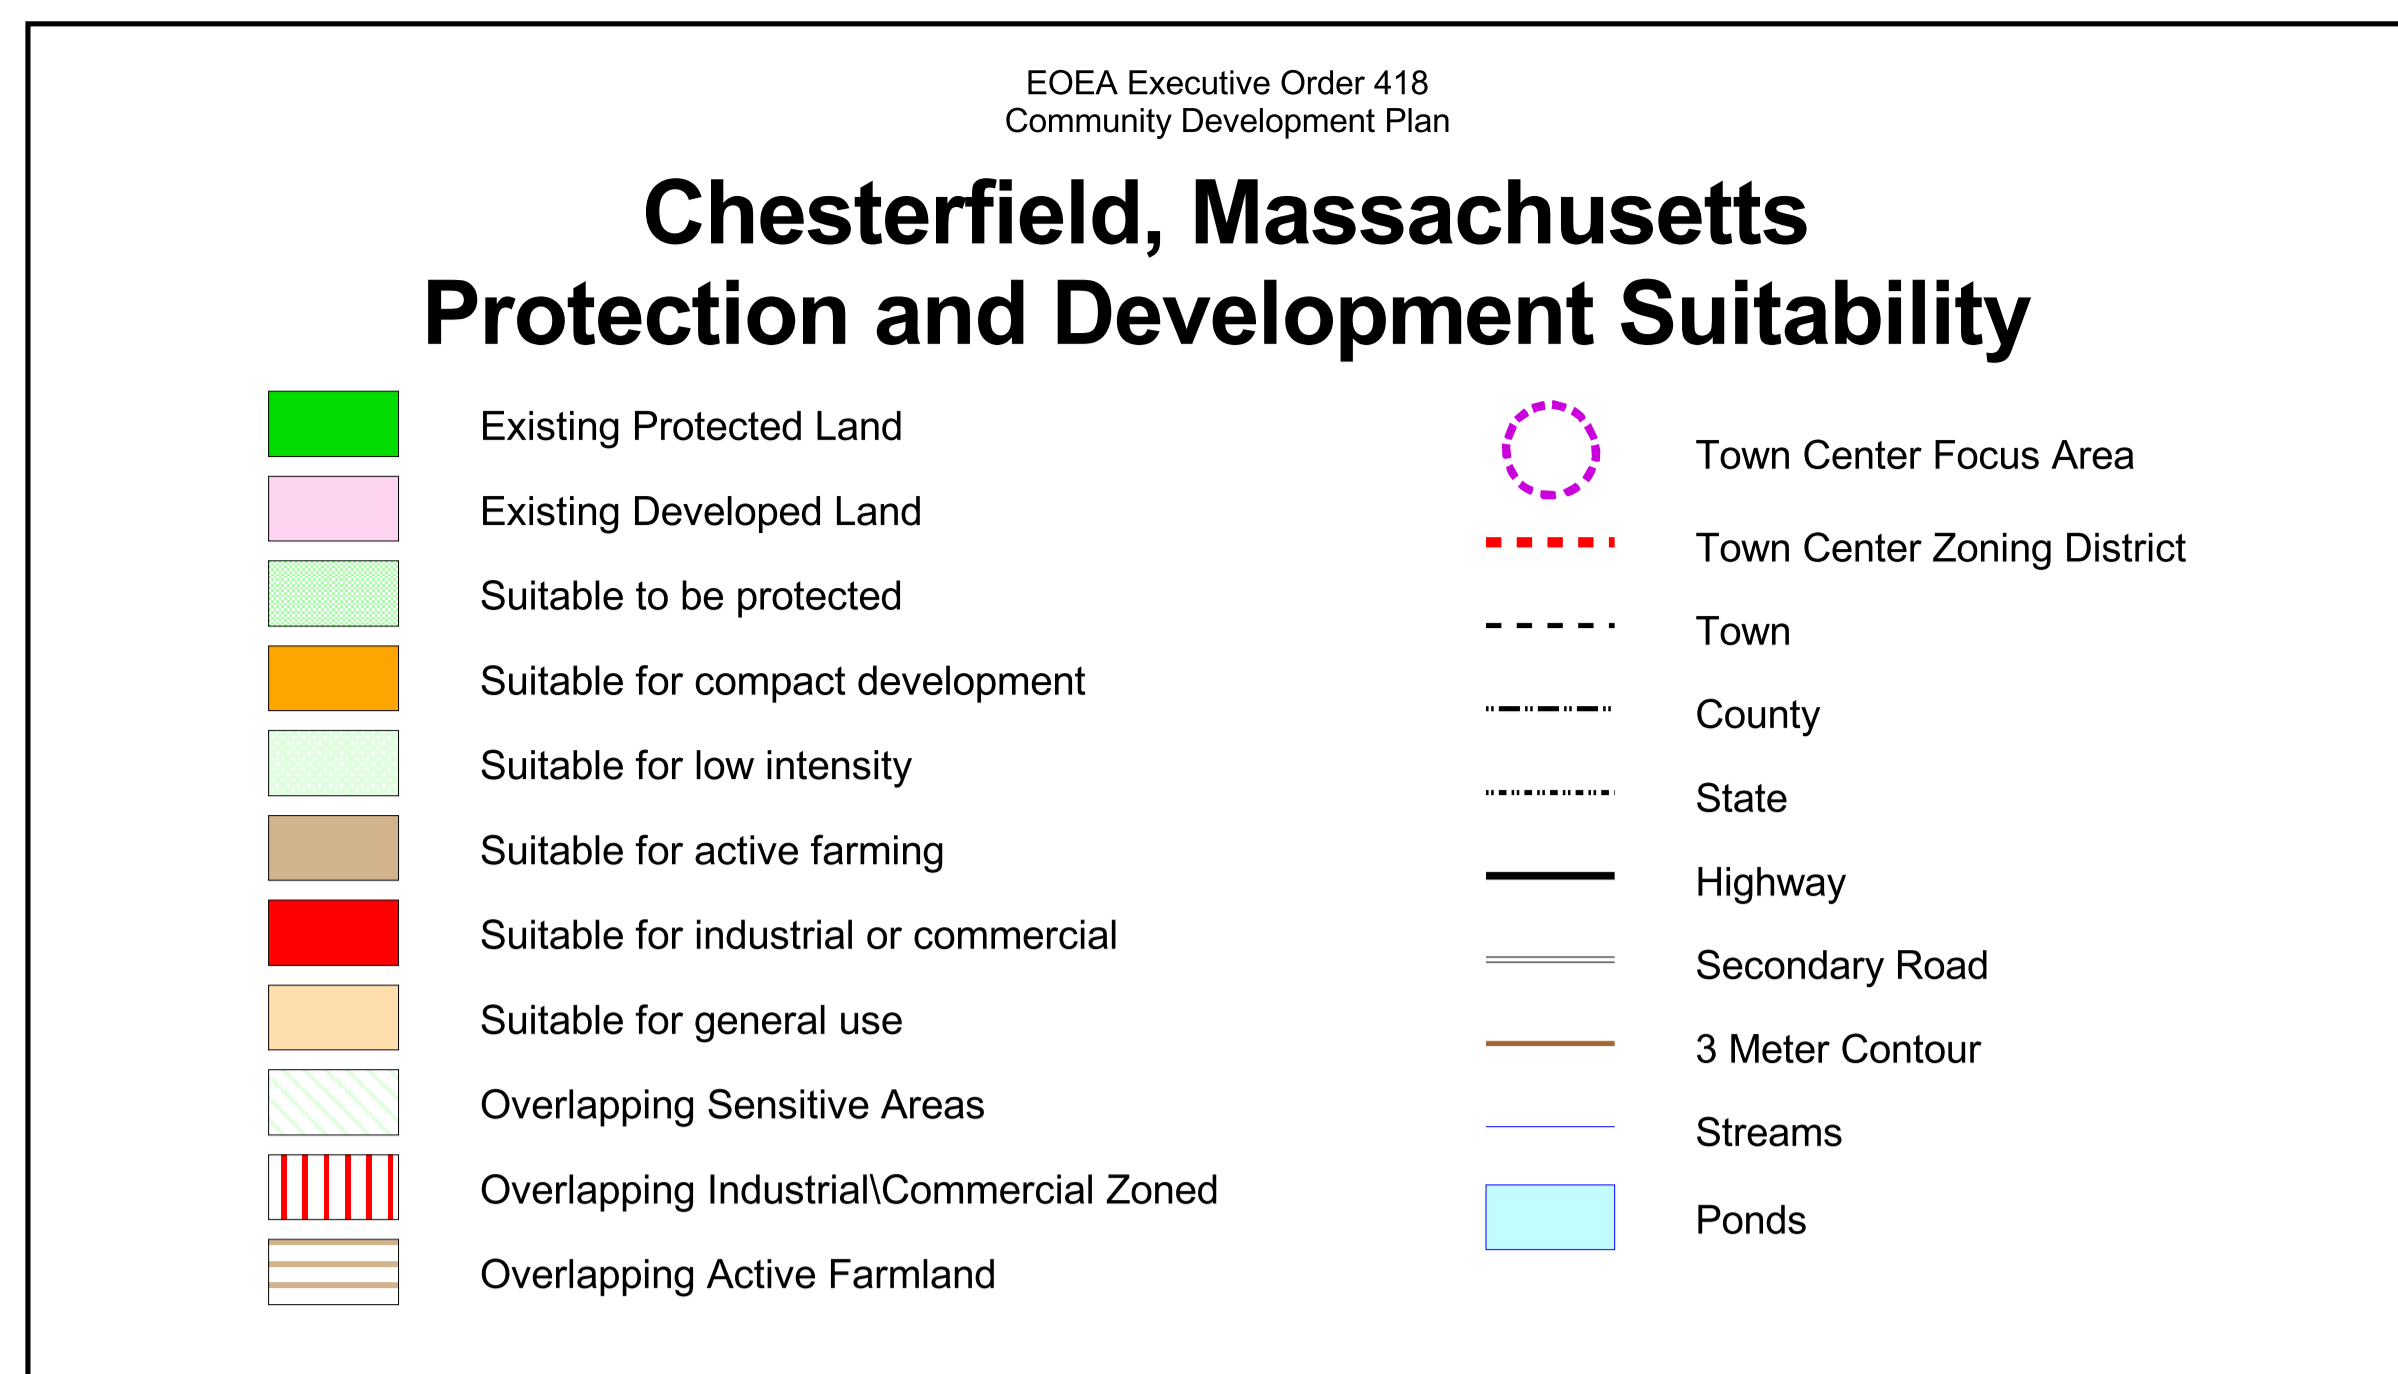 EOEA Executive Order 418
Community Development Plan
Chesterfield, Massachusetts
Protection and Development Suitability
Existing Protected Land
Existing Developed Land
Suitable to be protected
Suitable for compact development
Suitable for low intensity
Suitable for active farming
Suitable for industrial or commercial
Suitable for general use
Overlapping Sensitive Areas
Overlapping Industrial\Commercial Zoned
Overlapping Active Farmland
Town Center Focus Area
Town Center Zoning District
Town
County
State
Highway
Secondary Road
3 Meter Contour
Streams
Ponds